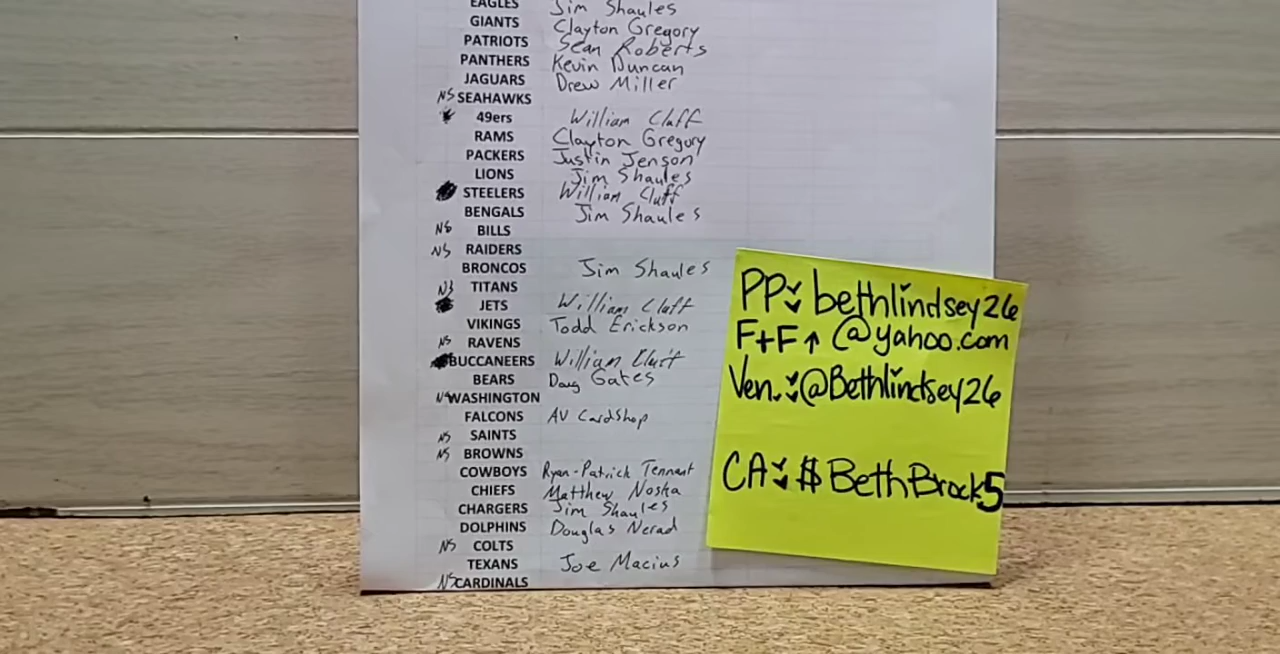 EAGLES Jim Shaules
GIANTS Clayton Gregory
PATRIOTS Sean Roberts
PANTHERS Kevin Duncan
JAGUARS Drew Miller
NS SEAHAWKS
49ers William Cluff
RAMS Clayton Gregory
PACKERS Justin Jenson
LIONS Jim Shaules
STEELERS William Cluff
BENGALS Jim Shaules
NS BILLS
NS RAIDERS
BRONCOS Jim Shaules
NS TITANS
JETS William Cluff
VIKINGS Todd Erickson
NS RAVENS
BUCCANEERS William Cluff
BEARS Doug Gates
NS WASHINGTON
FALCONS AV CardShop
NS SAINTS
NS BROWNS
COWBOYS Ryan-Patrick Tennant
CHIEFS Matthew Noska
CHARGERS Jim Shaules
DOLPHINS Douglas Nerad
NS COLTS
TEXANS Joe Macius
NS CARDINALS
PP: bethlindsey26
F+F ↑ @yahoo.com
Ven.: @Bethlindsey26
CA: $BethBrock5